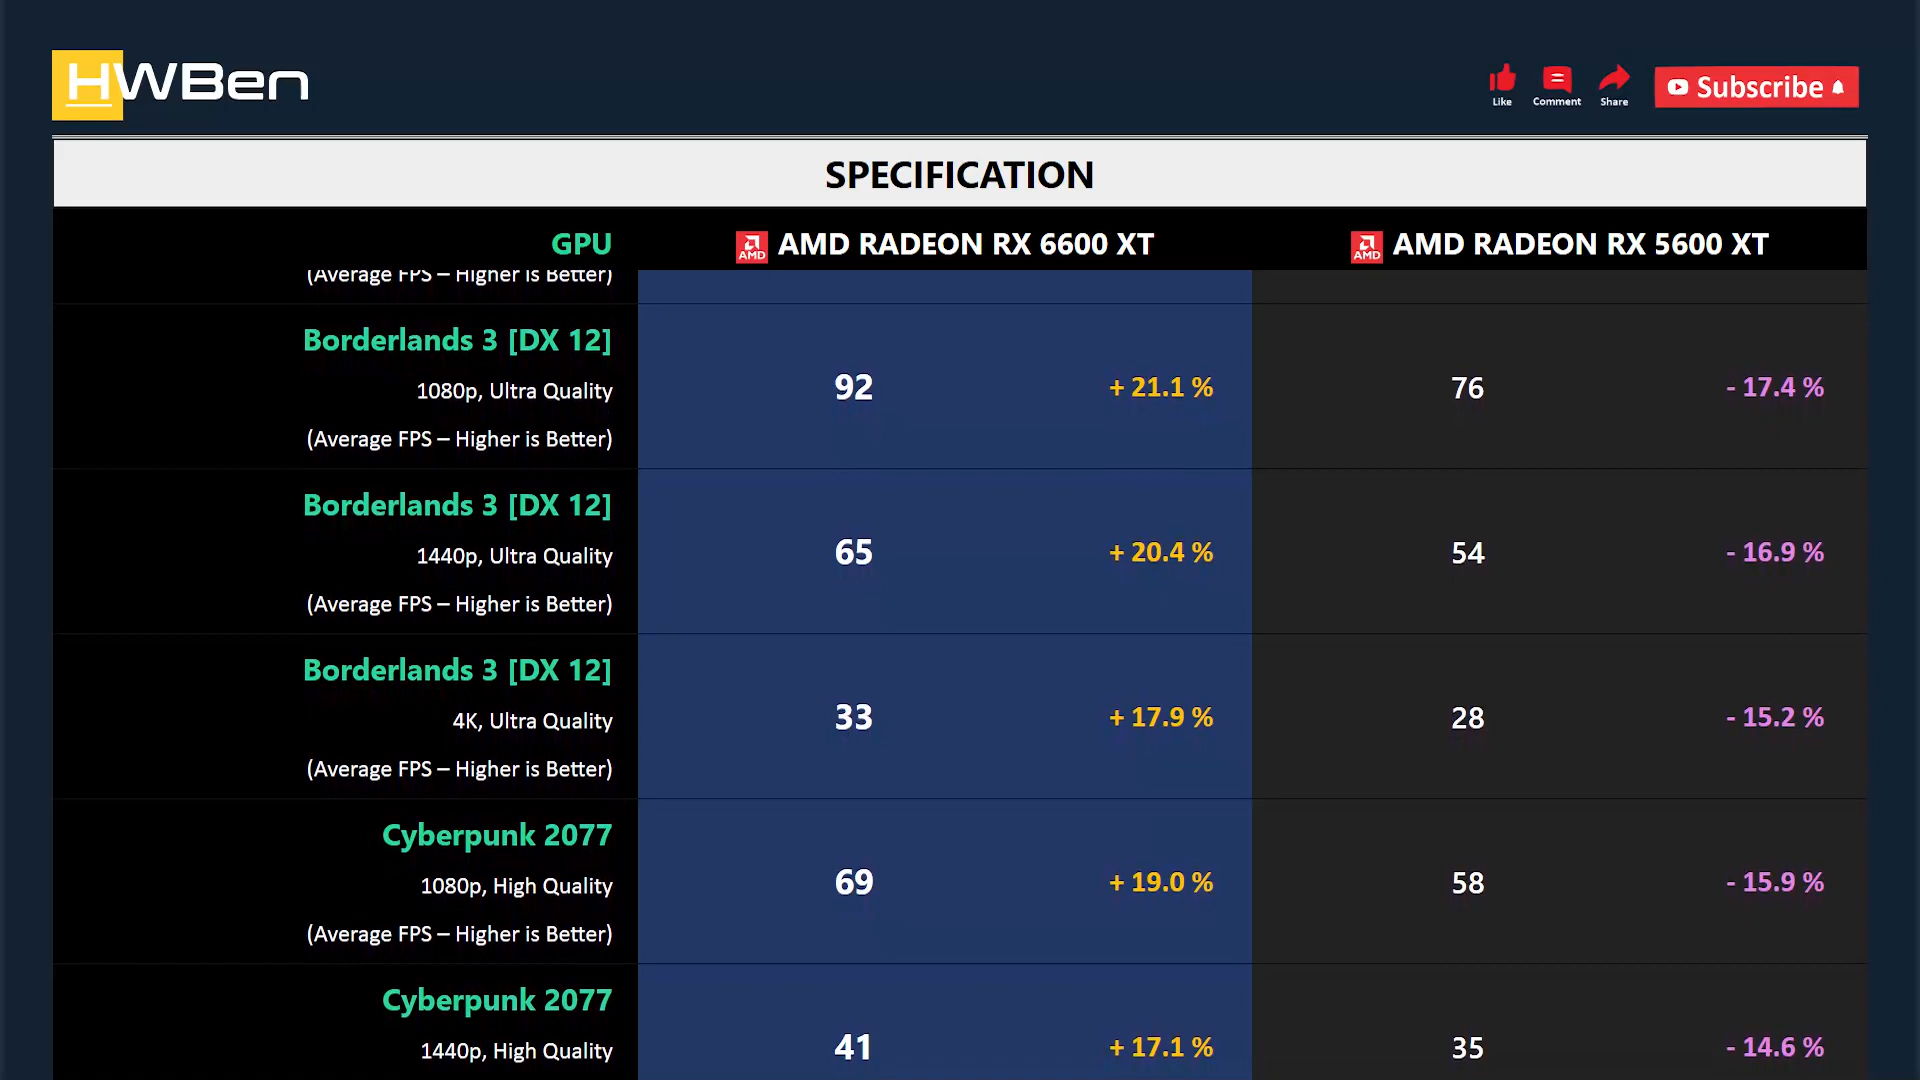 HWBen
Like Comment Share Subscribe
SPECIFICATION
GPU AMD AMD RADEON RX 6600 XT AMD AMD RADEON RX 5600 XT
(Average FPS – Higher is Better)
Borderlands 3 [DX 12]
1080p, Ultra Quality 92 + 21.1 % 76 - 17.4 %
(Average FPS – Higher is Better)
Borderlands 3 [DX 12]
1440p, Ultra Quality 65 + 20.4 % 54 - 16.9 %
(Average FPS – Higher is Better)
Borderlands 3 [DX 12]
4K, Ultra Quality 33 + 17.9 % 28 - 15.2 %
(Average FPS – Higher is Better)
Cyberpunk 2077
1080p, High Quality 69 + 19.0 % 58 - 15.9 %
(Average FPS – Higher is Better)
Cyberpunk 2077
1440p, High Quality 41 + 17.1 % 35 - 14.6 %